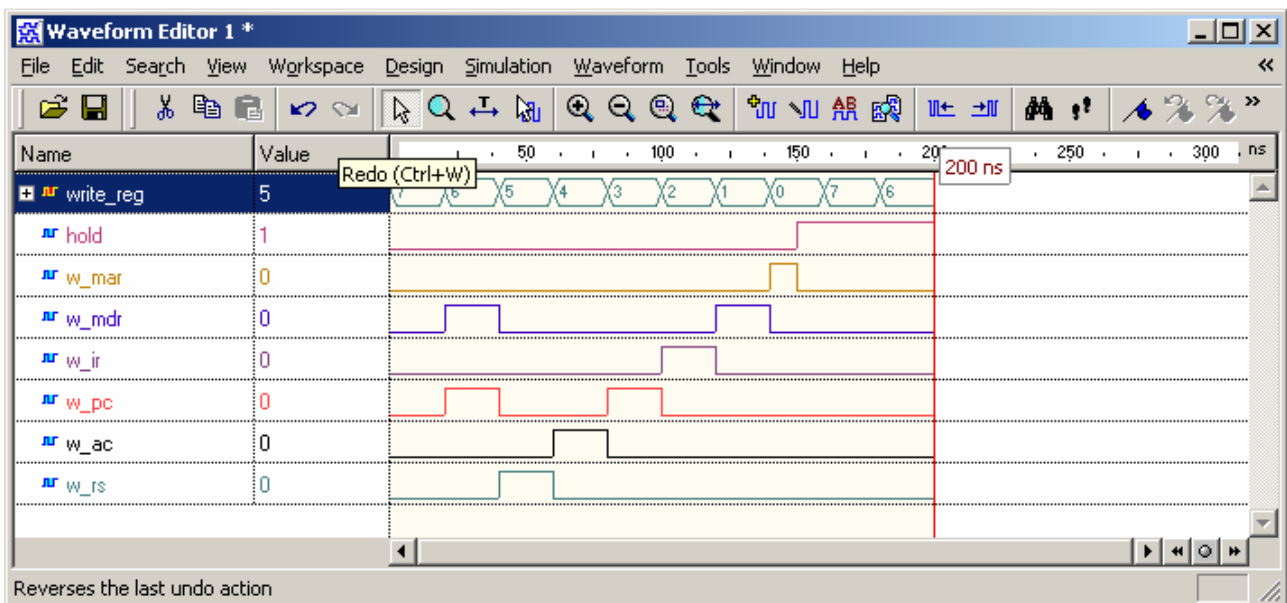 Waveform Editor 1 *
File Edit Search View Workspace Design Simulation Waveform Tools Window Help «
AB »
Name Value 50 100 150 250 300 ns
200 ns
Redo (Ctrl+W)
write_reg 5 7 6 5 4 3 2 1 0 7 6
hold 1
w_mar 0
w_mdr 0
w_ir 0
w_pc 0
w_ac 0
w_rs 0
Reverses the last undo action